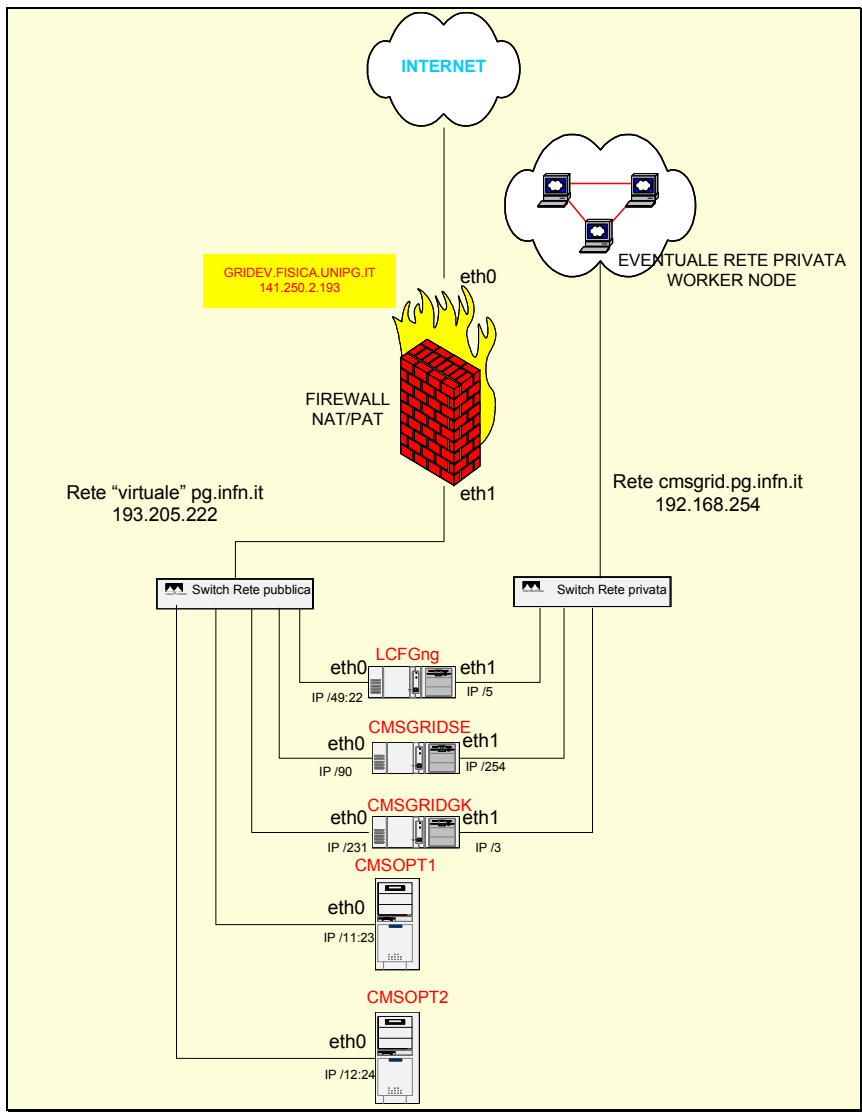 INTERNET
EVENTUALE RETE PRIVATA
WORKER NODE
GRIDEV.FISICA.UNIPG.IT
141.250.2.193
eth0
FIREWALL
NAT/PAT
eth1
Rete “virtuale” pg.infn.it
193.205.222
Rete cmsgrid.pg.infn.it
192.168.254
Switch Rete pubblica
Switch Rete privata
LCFGng
eth0
eth1
IP /49:22
IP /5
CMSGRIDSE
eth0
eth1
IP /90
IP /254
CMSGRIDGK
eth0
eth1
IP /231
IP /3
CMSOPT1
eth0
IP /11:23
CMSOPT2
eth0
IP /12:24